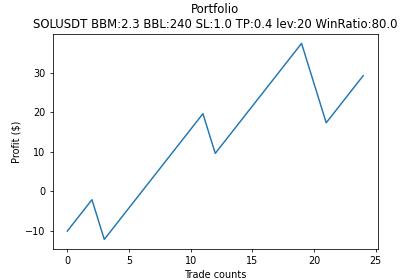 Portfolio
SOLUSDT BBM:2.3 BBL:240 SL:1.0 TP:0.4 lev:20 WinRatio:80.0
30
20
10
0
−10
Profit ($)
0 5 10 15 20 25
Trade counts